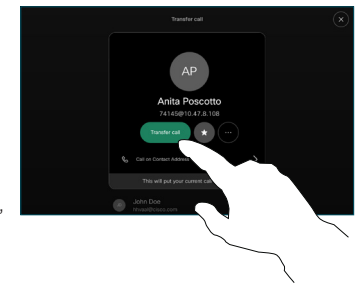 Transfer call
AP
Anita Poscotto
74145@10.47.8.108
Transfer call
Call on Contact Address
This will put your current
John Doe
,